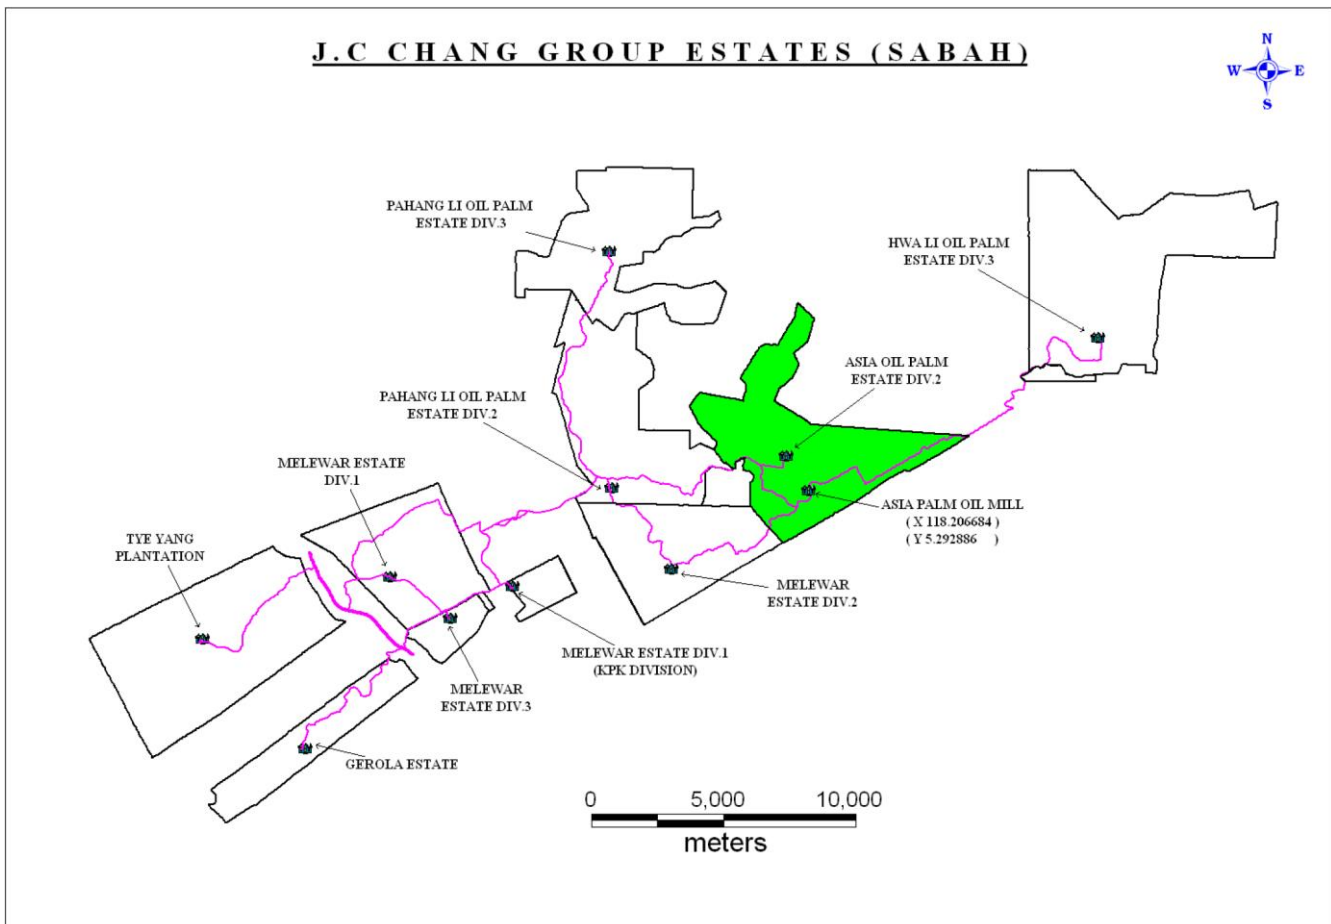 J.C CHANG GROUP ESTATES (SABAH)
N
W E
S
PAHANG LI OIL PALM
ESTATE DIV.3
HWA LI OIL PALM
ESTATE DIV.3
ASIA OIL PALM
ESTATE DIV.2
PAHANG LI OIL PALM
ESTATE DIV.2
MELEWAR ESTATE
DIV.1
ASIA PALM OIL MILL
( X 118.206684 )
( Y 5.292886 )
TYE YANG
PLANTATION
MELEWAR
ESTATE DIV.2
MELEWAR ESTATE DIV.1
(KPK DIVISION)
MELEWAR
ESTATE DIV.3
GEROLA ESTATE
0 5,000 10,000
meters